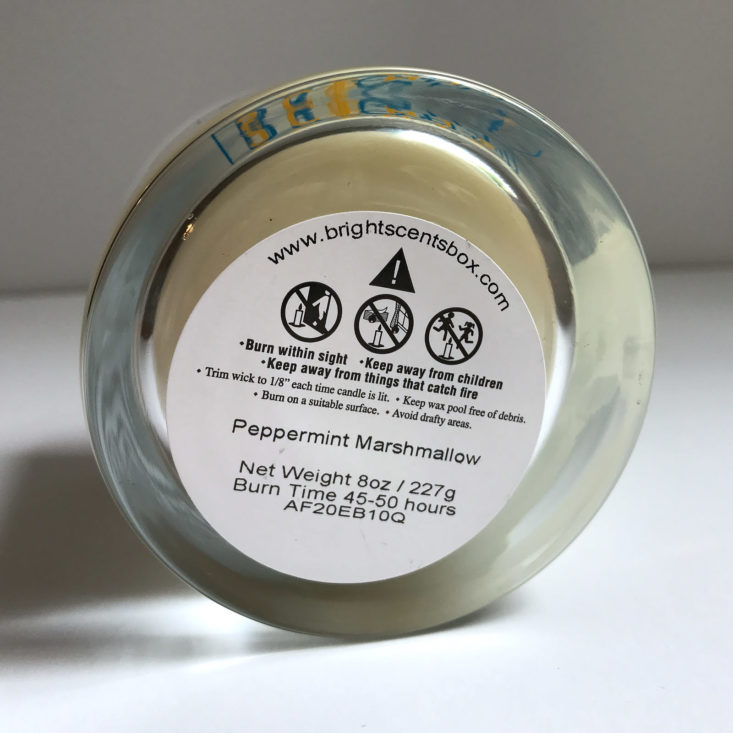 www.brightscentsbox.com
•Burn within sight •Keep away from children
•Keep away from things that catch fire
• Trim wick to 1/8" each time candle is lit. • Keep wax pool free of debris.
• Burn on a suitable surface. • Avoid drafty areas.
Peppermint Marshmallow
Net Weight 8oz / 227g
Burn Time 45-50 hours
AF20EB10Q